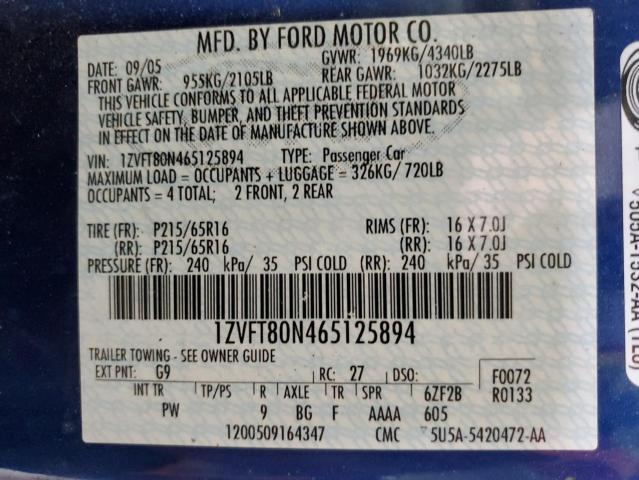 MFD. BY FORD MOTOR CO.
DATE: 09/05 GVWR: 1969KG/4340LB
FRONT GAWR: 955KG/2105LB REAR GAWR: 1032KG/2275LB
THIS VEHICLE CONFORMS TO ALL APPLICABLE FEDERAL MOTOR
VEHICLE SAFETY, BUMPER, AND THEFT PREVENTION STANDARDS
IN EFFECT ON THE DATE OF MANUFACTURE SHOWN ABOVE.
VIN: 1ZVFT80N465125894 TYPE: Passenger Car
MAXIMUM LOAD = OCCUPANTS + LUGGAGE = 326KG/720LB
OCCUPANTS = 4 TOTAL; 2 FRONT, 2 REAR
TIRE (FR): P215/65R16 RIMS (FR): 16 X 7.0J
(RR): P215/65R16 (RR): 16 X 7.0J
PRESSURE (FR): 240 kPa/ 35 PSI COLD (RR): 240 kPa/ 35 PSI COLD
1ZVFT80N465125894
TRAILER TOWING - SEE OWNER GUIDE
EXT PNT: G9 RC: 27 DSO: F0072
INT TR TP/PS R AXLE TR SPR 6ZF2B R0133
PW 9 BG F AAAA 605
1200509164347 CMC 5U5A-5420472-AA